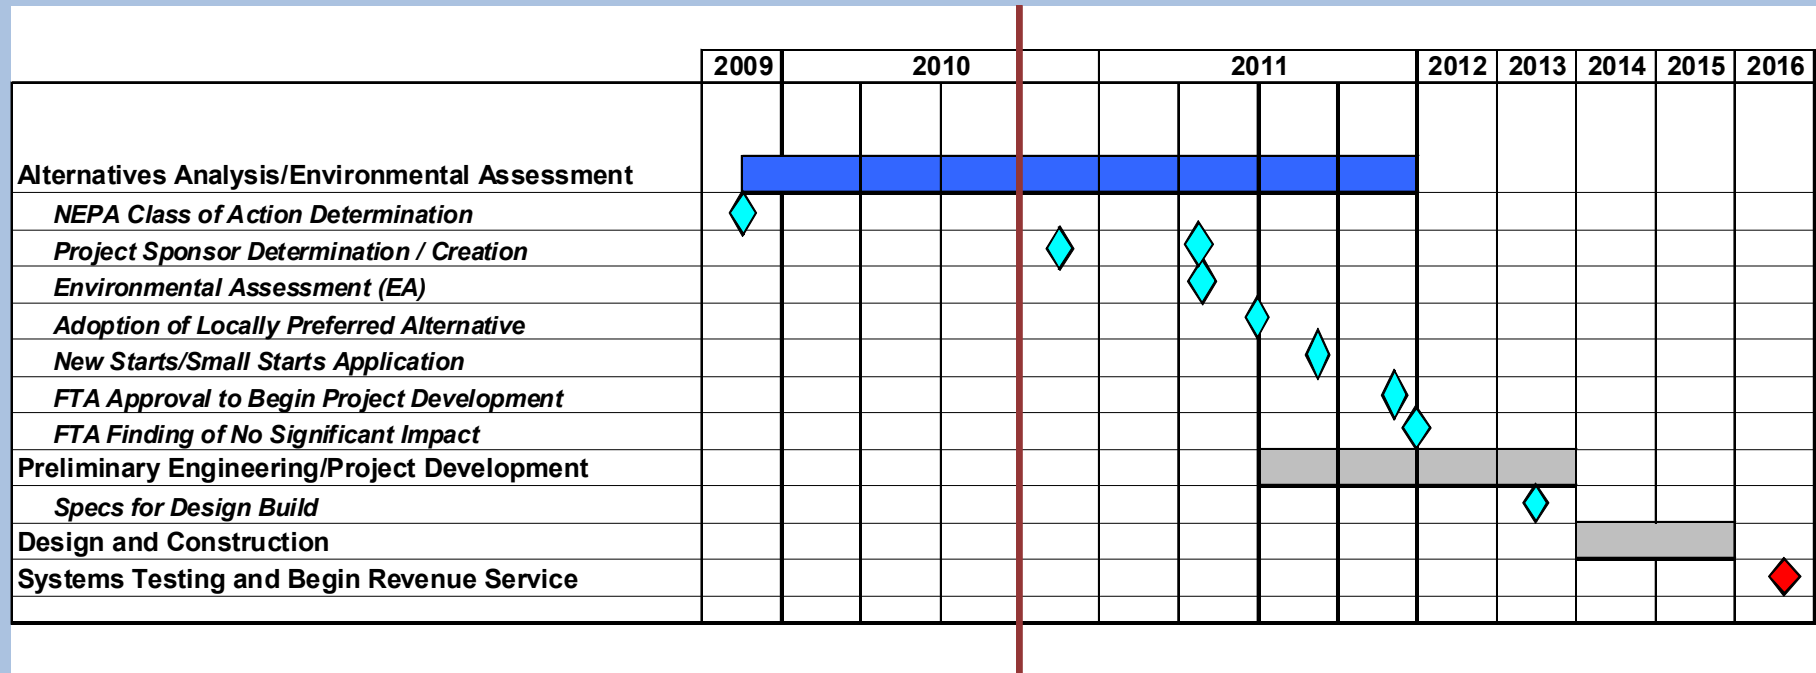 2009 2010 2011 2012 2013 2014 2015 2016
Alternatives Analysis/Environmental Assessment
NEPA Class of Action Determination
Project Sponsor Determination / Creation
Environmental Assessment (EA)
Adoption of Locally Preferred Alternative
New Starts/Small Starts Application
FTA Approval to Begin Project Development
FTA Finding of No Significant Impact
Preliminary Engineering/Project Development
Specs for Design Build
Design and Construction
Systems Testing and Begin Revenue Service